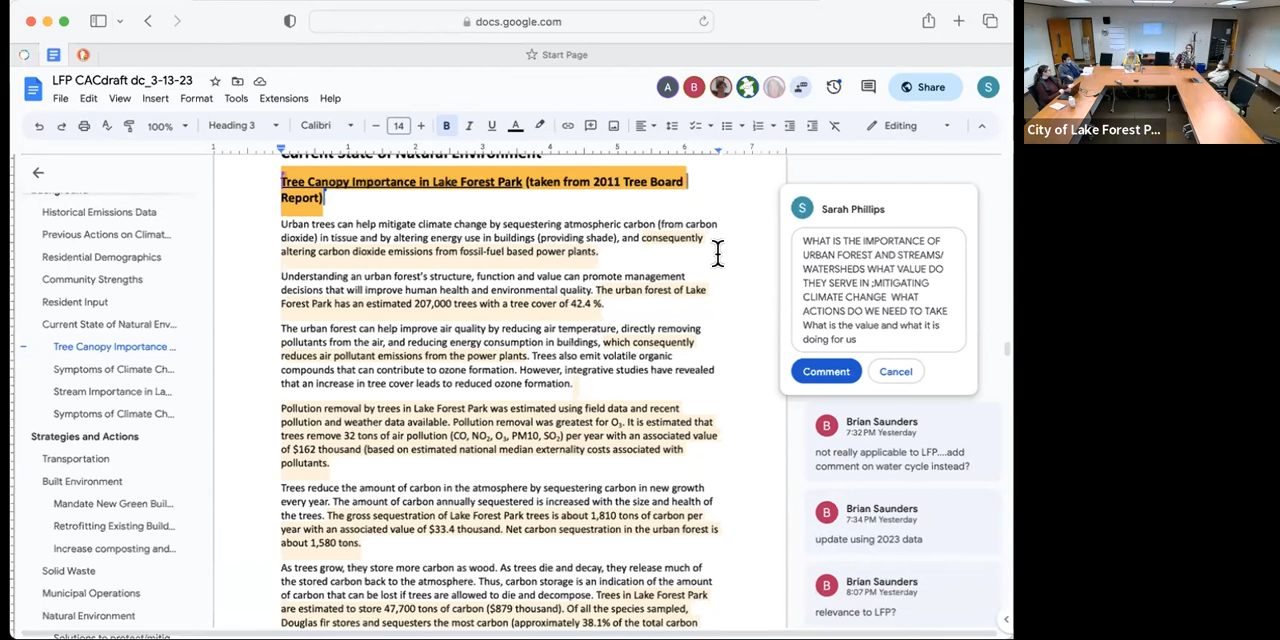 docs.google.com
Start Page
LFP CACdraft dc_3-13-23
A
B
Share
S
File Edit View Insert Format Tools Extensions Help
100%
Heading 3
Calibri
14
B I U A
Editing
1 1 2 3 4 5 6 7
Historical Emissions Data
Previous Actions on Climat...
Residential Demographics
Community Strengths
Resident Input
Current State of Natural Env...
Tree Canopy Importance ...
Symptoms of Climate Ch...
Stream Importance in La...
Symptoms of Climate Ch...
Strategies and Actions
Transportation
Built Environment
Mandate New Green Buil...
Retrofitting Existing Build...
Increase composting and...
Solid Waste
Municipal Operations
Natural Environment
Solutions to protect/mitig...
Current State of Natural Environment
Tree Canopy Importance in Lake Forest Park (taken from 2011 Tree Board
Report)
Urban trees can help mitigate climate change by sequestering atmospheric carbon (from carbon
dioxide) in tissue and by altering energy use in buildings (providing shade), and consequently
altering carbon dioxide emissions from fossil-fuel based power plants.
Understanding an urban forest's structure, function and value can promote management
decisions that will improve human health and environmental quality. The urban forest of Lake
Forest Park has an estimated 207,000 trees with a tree cover of 42.4 %.
The urban forest can help improve air quality by reducing air temperature, directly removing
pollutants from the air, and reducing energy consumption in buildings, which consequently
reduces air pollutant emissions from the power plants. Trees also emit volatile organic
compounds that can contribute to ozone formation. However, integrative studies have revealed
that an increase in tree cover leads to reduced ozone formation.
Pollution removal by trees in Lake Forest Park was estimated using field data and recent
pollution and weather data available. Pollution removal was greatest for O₃. It is estimated that
trees remove 32 tons of air pollution (CO, NO₂, O₃, PM10, SO₂) per year with an associated value
of $162 thousand (based on estimated national median externality costs associated with
pollutants.
Trees reduce the amount of carbon in the atmosphere by sequestering carbon in new growth
every year. The amount of carbon annually sequestered is increased with the size and health of
the trees. The gross sequestration of Lake Forest Park trees is about 1,810 tons of carbon per
year with an associated value of $33.4 thousand. Net carbon sequestration in the urban forest is
about 1,580 tons.
As trees grow, they store more carbon as wood. As trees die and decay, they release much of
the stored carbon back to the atmosphere. Thus, carbon storage is an indication of the amount
of carbon that can be lost if trees are allowed to die and decompose. Trees in Lake Forest Park
are estimated to store 47,700 tons of carbon ($879 thousand). Of all the species sampled,
Douglas fir stores and sequesters the most carbon (approximately 38.1% of the total carbon
S
Sarah Phillips
WHAT IS THE IMPORTANCE OF
URBAN FOREST AND STREAMS/
WATERSHEDS WHAT VALUE DO
THEY SERVE IN ;MITIGATING
CLIMATE CHANGE WHAT
ACTIONS DO WE NEED TO TAKE
What is the value and what it is
doing for us
Comment
Cancel
B
Brian Saunders
7:32 PM Yesterday
not really applicable to LFP....add
comment on water cycle instead?
B
Brian Saunders
7:34 PM Yesterday
update using 2023 data
B
Brian Saunders
8:07 PM Yesterday
relevance to LFP?
City of Lake Forest P...